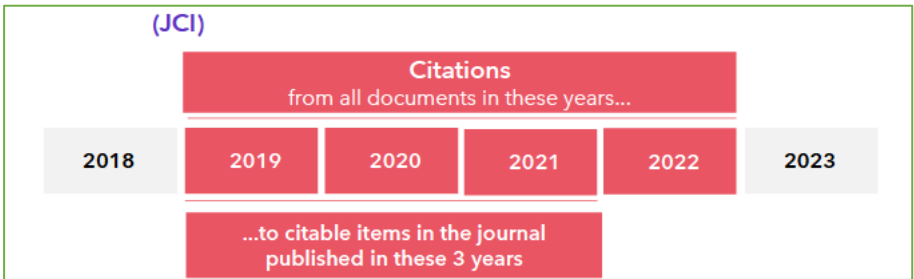 (JCI)
Citations
from all documents in these years...
2018 2019 2020 2021 2022 2023
...to citable items in the journal
published in these 3 years